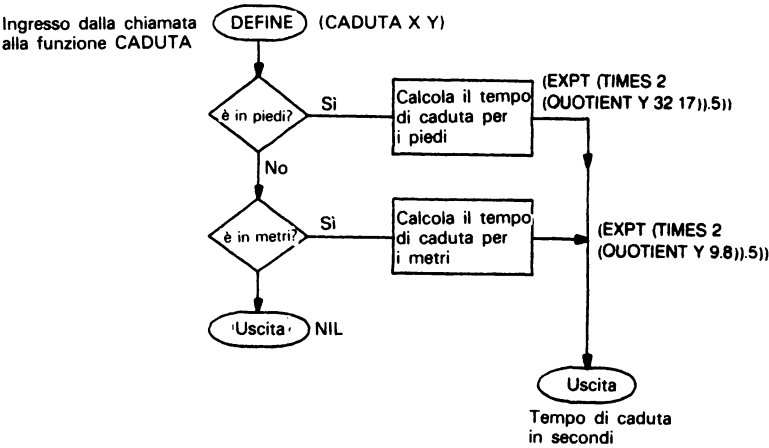 Ingresso dalla chiamata
alla funzione CADUTA
DEFINE
(CADUTA X Y)
è in piedi?
Sì
Calcola il tempo
di caduta per
i piedi
(EXPT (TIMES 2
(QUOTIENT Y 32 17)).5))
No
è in metri?
Sì
Calcola il tempo
di caduta per
i metri
(EXPT (TIMES 2
(QUOTIENT Y 9.8)).5))
Uscita
NIL
Uscita
Tempo di caduta
in secondi